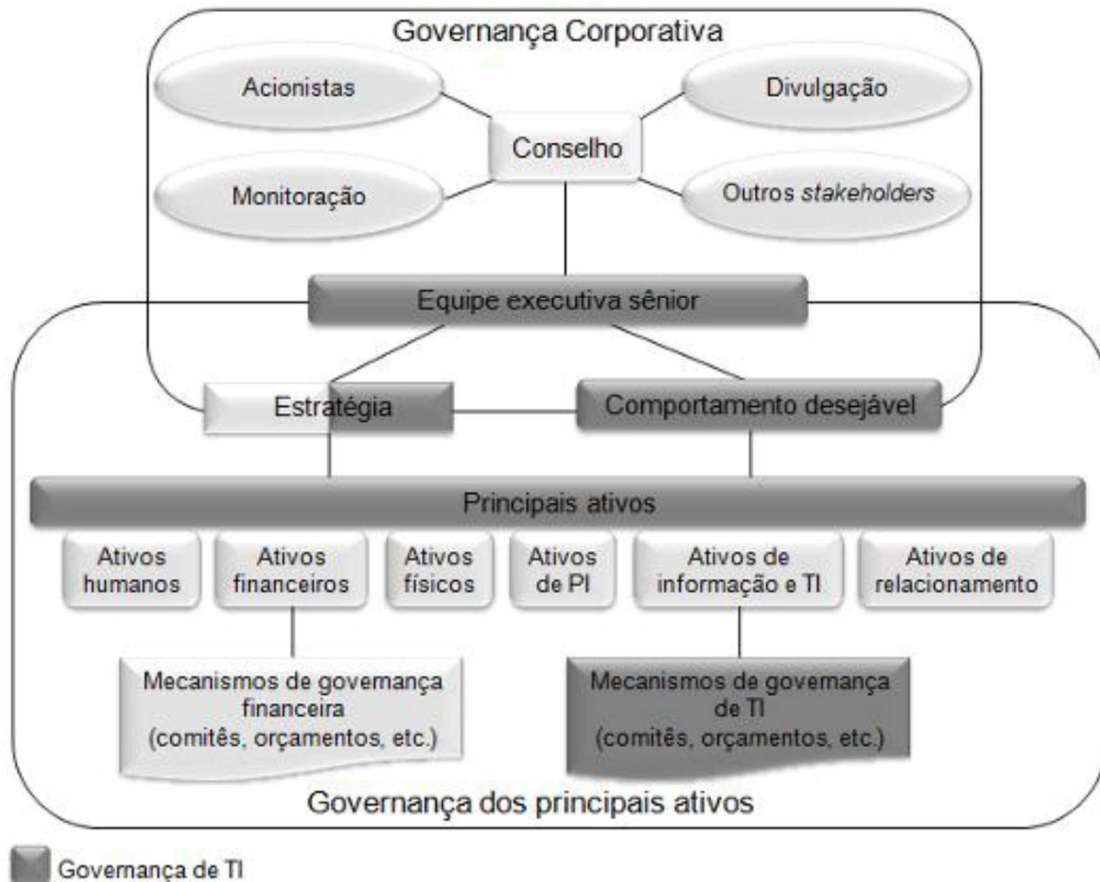 Governança Corporativa
Acionistas
Divulgação
Conselho
Monitoração
Outros stakeholders
Equipe executiva sênior
Estratégia
Comportamento desejável
Principais ativos
Ativos
humanos
Ativos
financeiros
Ativos
físicos
Ativos
de PI
Ativos de
informação e TI
Ativos de
relacionamento
Mecanismos de governança
financeira
(comitês, orçamentos, etc.)
Mecanismos de governança
de TI
(comitês, orçamentos, etc.)
Governança dos principais ativos
Governança de TI